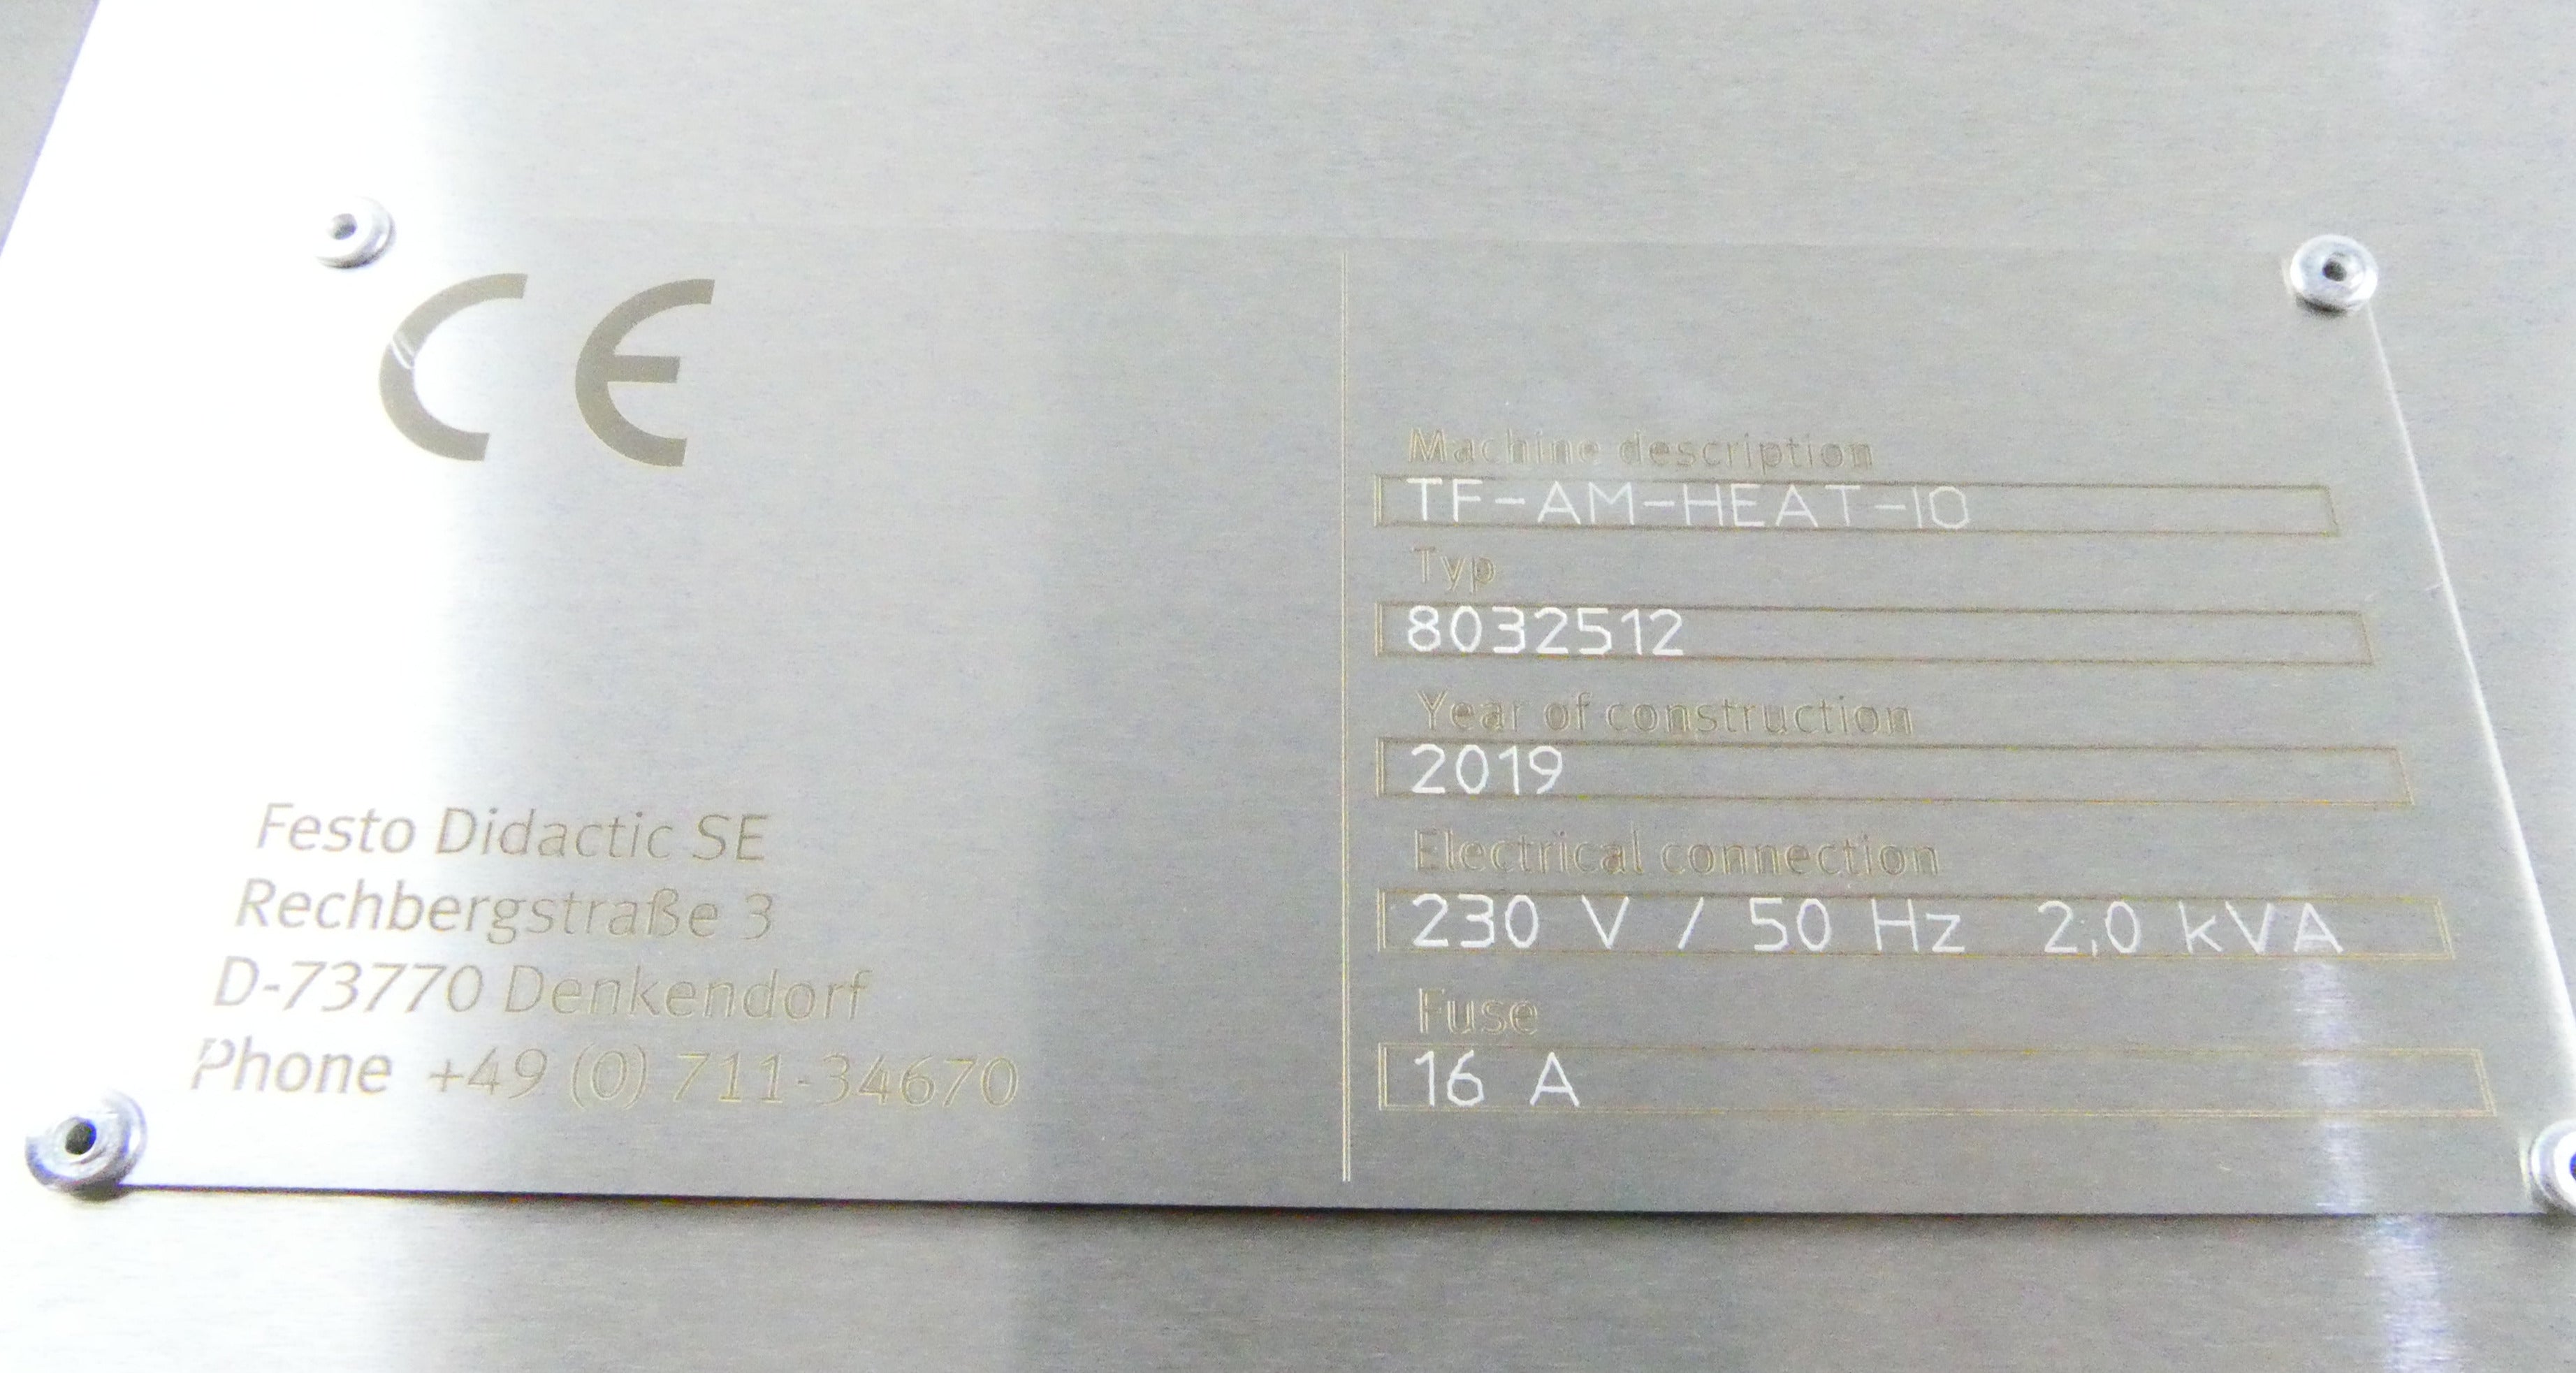 CE
Festo Didactic SE
Rechbergstraße 3
D-73770 Denkendorf
Phone +49 (0) 711-34670
Machine description
TF-AM-HEAT-IO
Typ
8032512
Year of construction
2019
Electrical connection
230 V / 50 Hz 2,0 kVA
Fuse
16 A